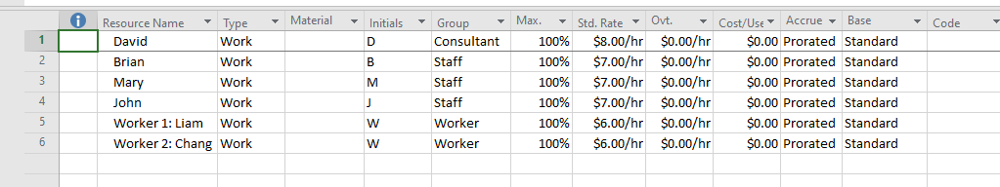 Resource Name Type Material Initials Group Max. Std. Rate Ovt. Cost/Use Accrue Base Code
1 David Work D Consultant 100% $8.00/hr $0.00/hr $0.00 Prorated Standard
2 Brian Work B Staff 100% $7.00/hr $0.00/hr $0.00 Prorated Standard
3 Mary Work M Staff 100% $7.00/hr $0.00/hr $0.00 Prorated Standard
4 John Work J Staff 100% $7.00/hr $0.00/hr $0.00 Prorated Standard
5 Worker 1: Liam Work W Worker 100% $6.00/hr $0.00/hr $0.00 Prorated Standard
6 Worker 2: Chang Work W Worker 100% $6.00/hr $0.00/hr $0.00 Prorated Standard